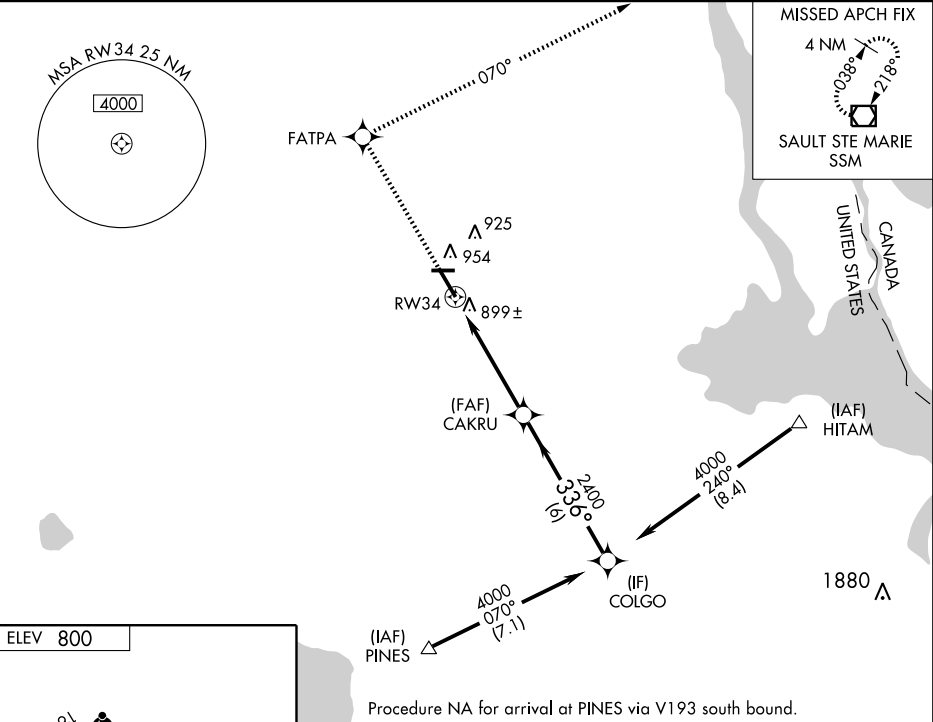 MISSED APCH FIX
4 NM
038°
218°
SAULT STE MARIE
SSM
MSA RW34 25 NM
4000
070°
FATPA
925
954
RW34
899±
CANADA
UNITED STATES
(FAF)
CAKRU
(IAF)
HITAM
4000
240°
(8.4)
2400
336°
(6)
(IF)
COLGO
1880
4000
070°
(7.1)
(IAF)
PINES
ELEV 800
Procedure NA for arrival at PINES via V193 south bound.